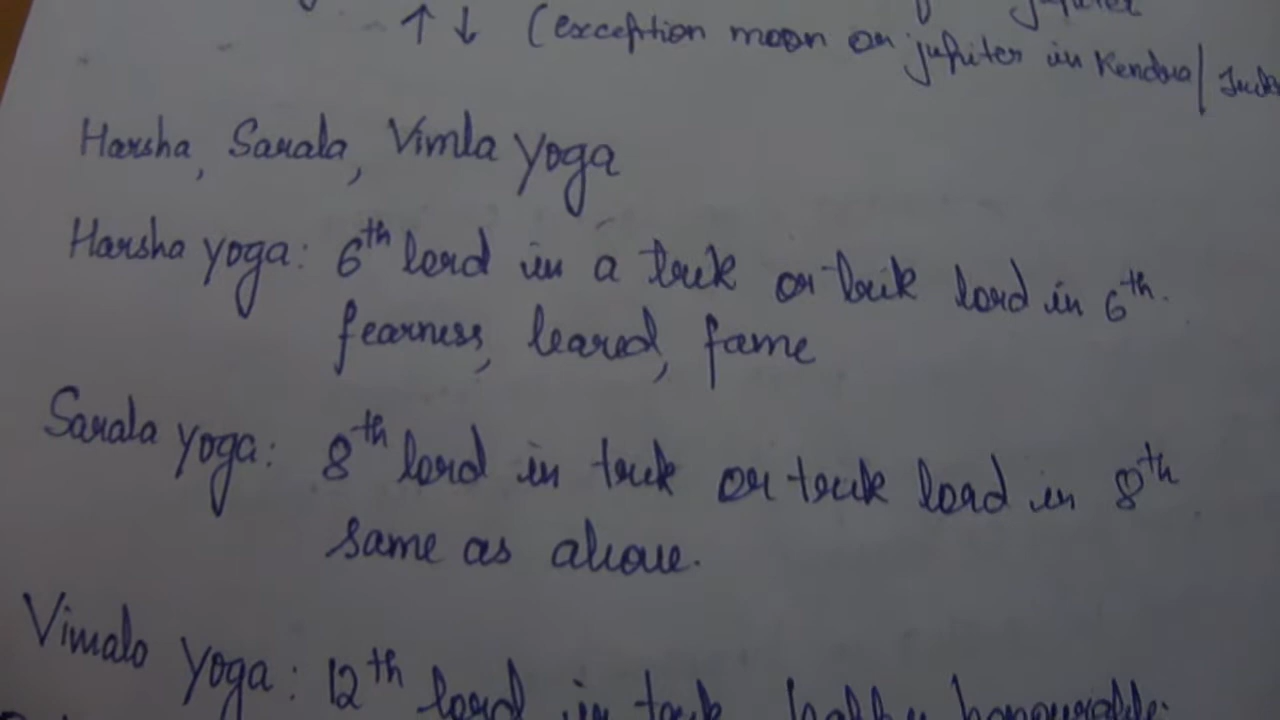 ↑ ↓ (exception moon or jupiter in Kendra/
Harsha, Sarala, Vimla yoga
Harsha yoga: 6th lord in a trik or trik lord in 6th.
fearness, leared, fame
Sarala yoga: 8th lord in trik or trik lord in 8th
same as above.
Vimala yoga: 12th lord in trik honourable.